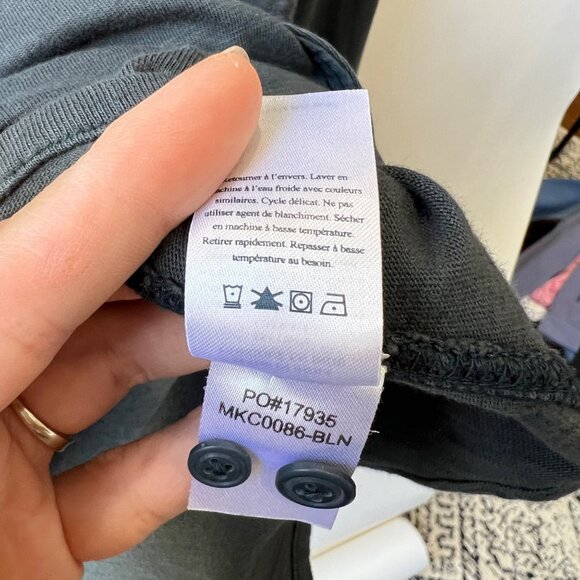 Retourner à l'envers. Laver en
machine à l'eau froide avec couleurs
similaires. Cycle délicat. Ne pas
utiliser agent de blanchiment. Sécher
en machine à basse température.
Retirer rapidement. Repasser à basse
température au besoin.
PO#17935
MKC0086-BLN